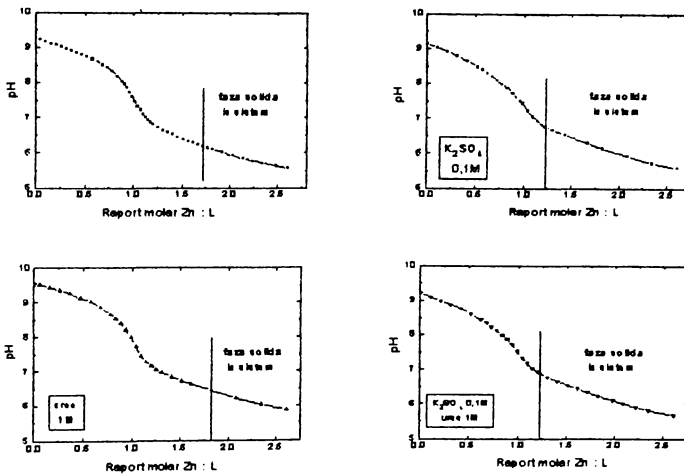 10
9
8
7
6
5
pH
0.0 0.5 1.0 1.5 2.0 2.5
Raport molar Zn : L
faza solida
in sistem
10
9
8
7
6
5
pH
0.0 0.5 1.0 1.5 2.0 2.5
Raport molar Zn : L
faza solida
in sistem
K₂SO₄
0,1M
10
9
8
7
6
5
pH
0.0 0.5 1.0 1.5 2.0 2.5
Raport molar Zn : L
faza solida
in sistem
uree
1M
10
9
8
7
6
5
pH
0.0 0.5 1.0 1.5 2.0 2.5
Raport molar Zn : L
faza solida
in sistem
K₂SO₄ 0,1M
uree 1M